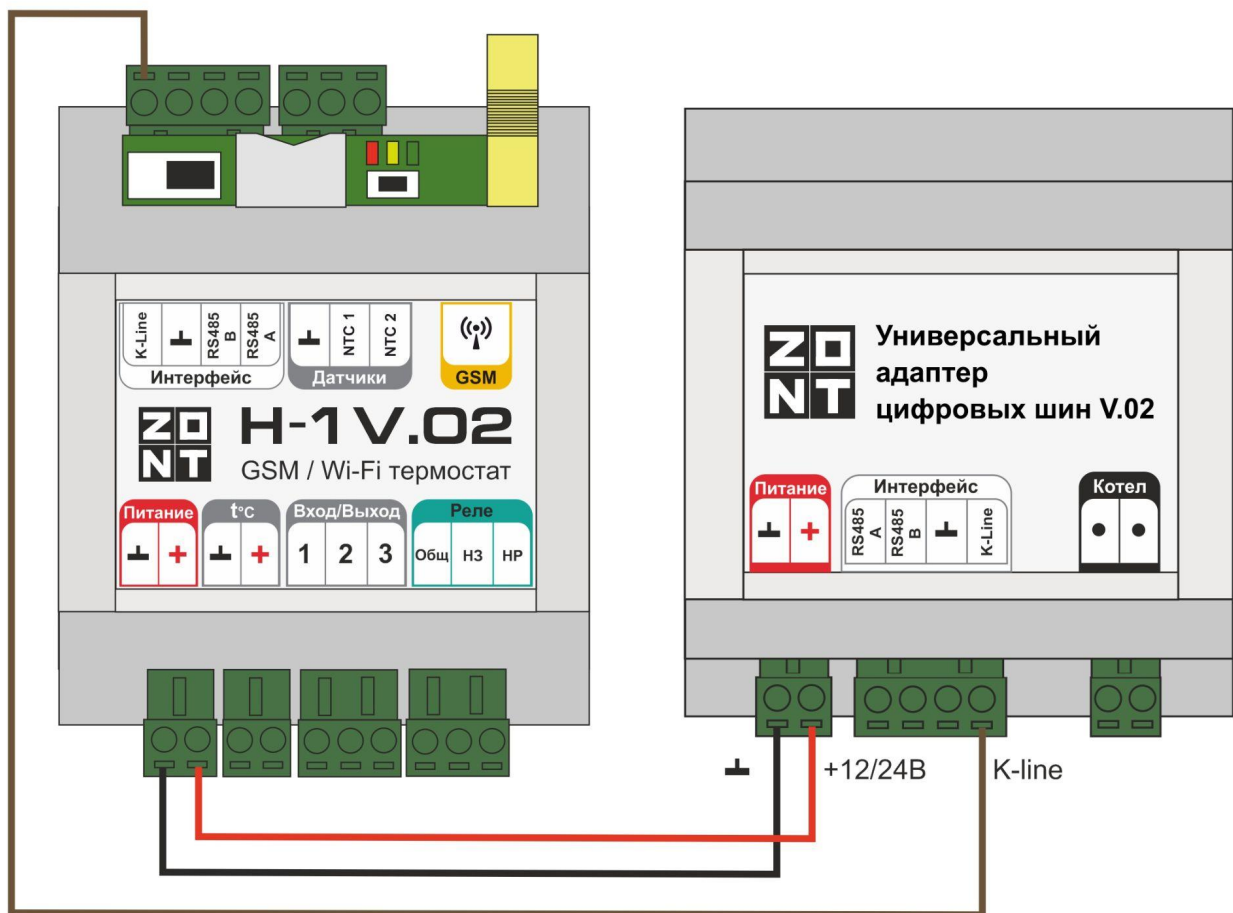 K-Line
RS485 B
RS485 A
NTC 1
NTC 2
Интерфейс
Датчики
GSM
ZONT
H-1V.02
GSM / Wi-Fi термостат
Питание
t°C
Вход/Выход
Реле
+
+
1
2
3
Общ
НЗ
НР
ZONT
Универсальный
адаптер
цифровых шин V.02
Питание
Интерфейс
Котел
+
RS485 A
RS485 B
K-Line
+12/24В
K-line